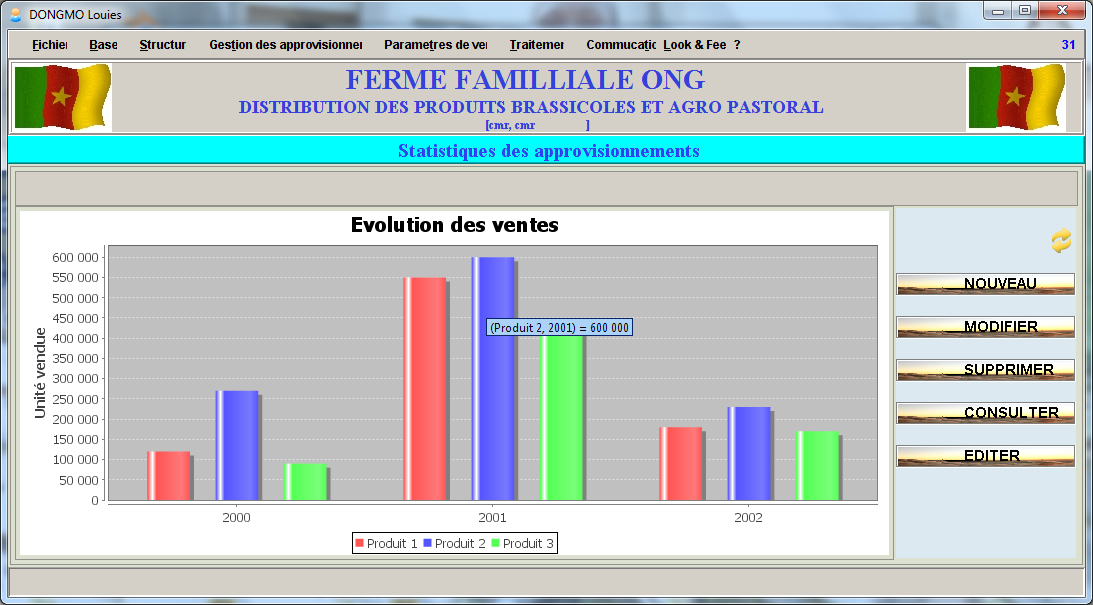 DONGMO Louies
Fichier Base Structur Gestion des approvisionner Parametres de ver Traitemer Commucatic Look & Fee ? 31
FERME FAMILLIALE ONG
DISTRIBUTION DES PRODUITS BRASSICOLES ET AGRO PASTORAL
[cmr, cmr ]
Statistiques des approvisionnements
Evolution des ventes
Unité vendue
600 000
550 000
500 000
450 000
400 000
350 000
300 000
250 000
200 000
150 000
100 000
50 000
0
(Produit 2, 2001) = 600 000
2000 2001 2002
Produit 1 Produit 2 Produit 3
NOUVEAU
MODIFIER
SUPPRIMER
CONSULTER
EDITER